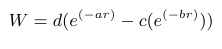 W = d(e^{(-ar)} - c(e^{(-br)}))